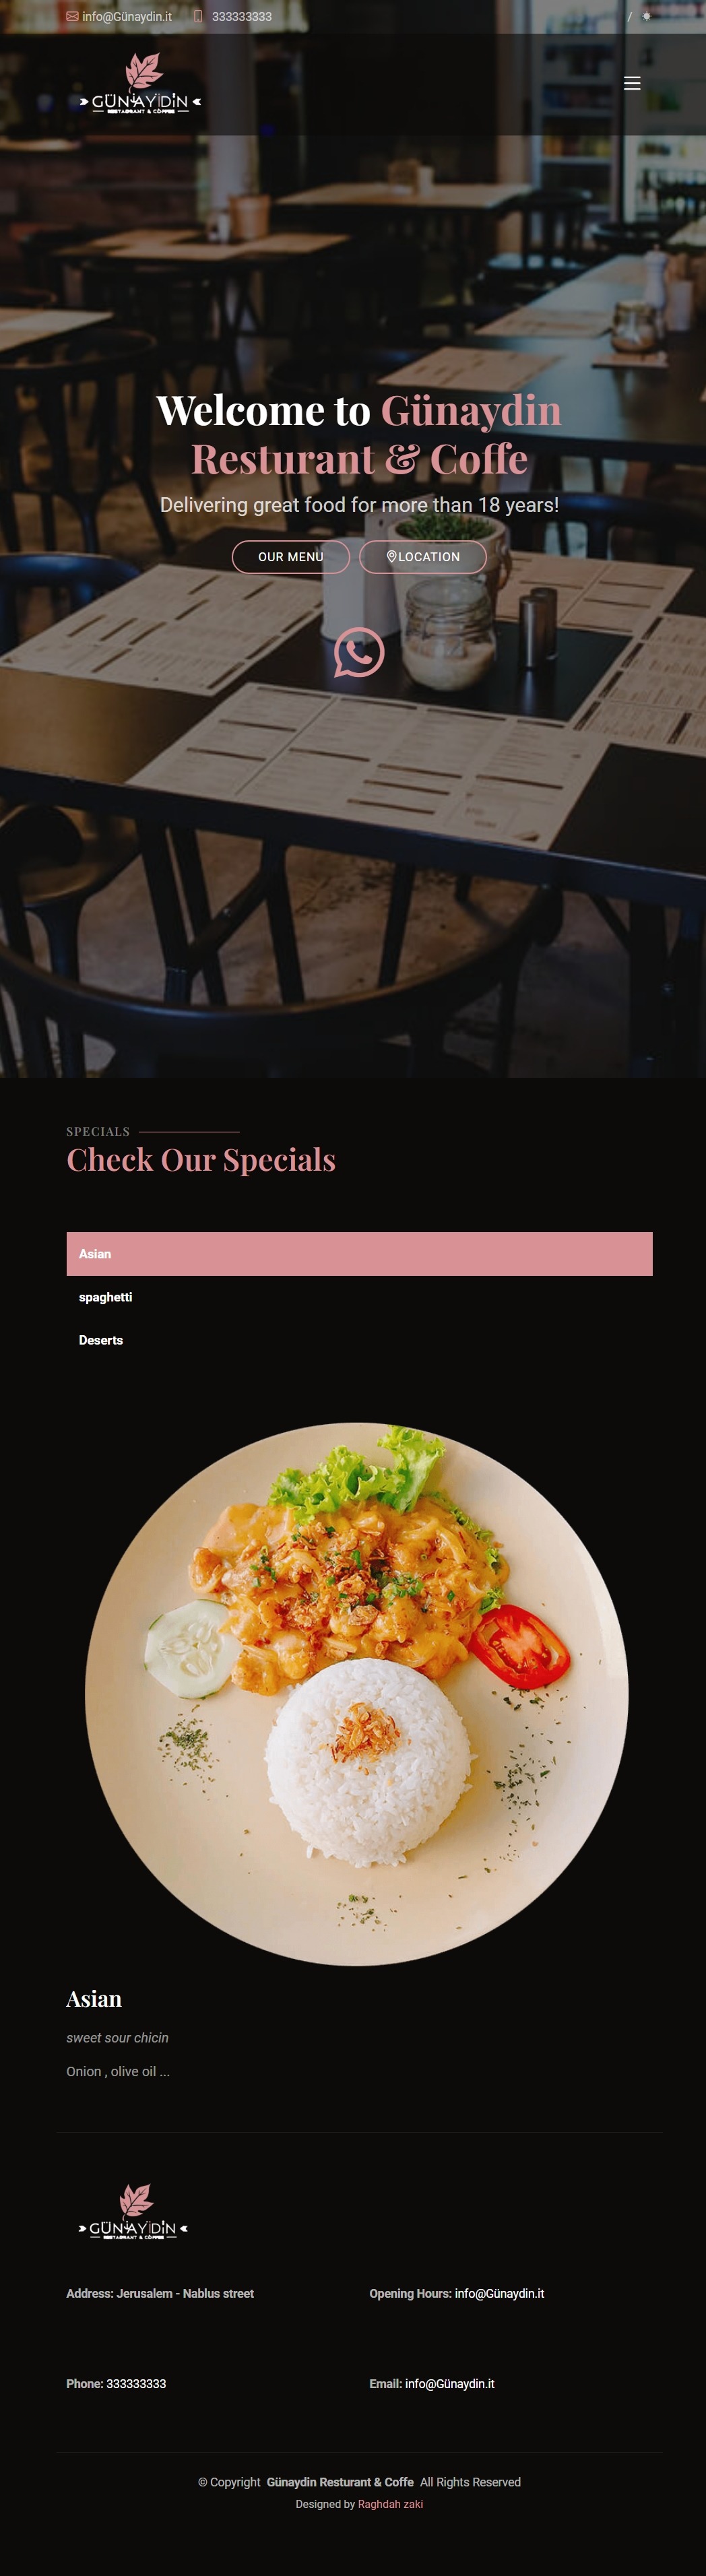 info@Günaydin.it 333333333 /
GÜNAYIDIN
RESTAURANT & COFFEE
Welcome to Günaydin
Resturant & Coffe
Delivering great food for more than 18 years!
OUR MENU LOCATION
SPECIALS
Check Our Specials
Asian
spaghetti
Deserts
Asian
sweet sour chicin
Onion , olive oil ...
GÜNAYIDIN
RESTAURANT & COFFEE
Address: Jerusalem - Nablus street Opening Hours: info@Günaydin.it
Phone: 333333333 Email: info@Günaydin.it
© Copyright Günaydin Resturant & Coffe All Rights Reserved
Designed by Raghdah zaki